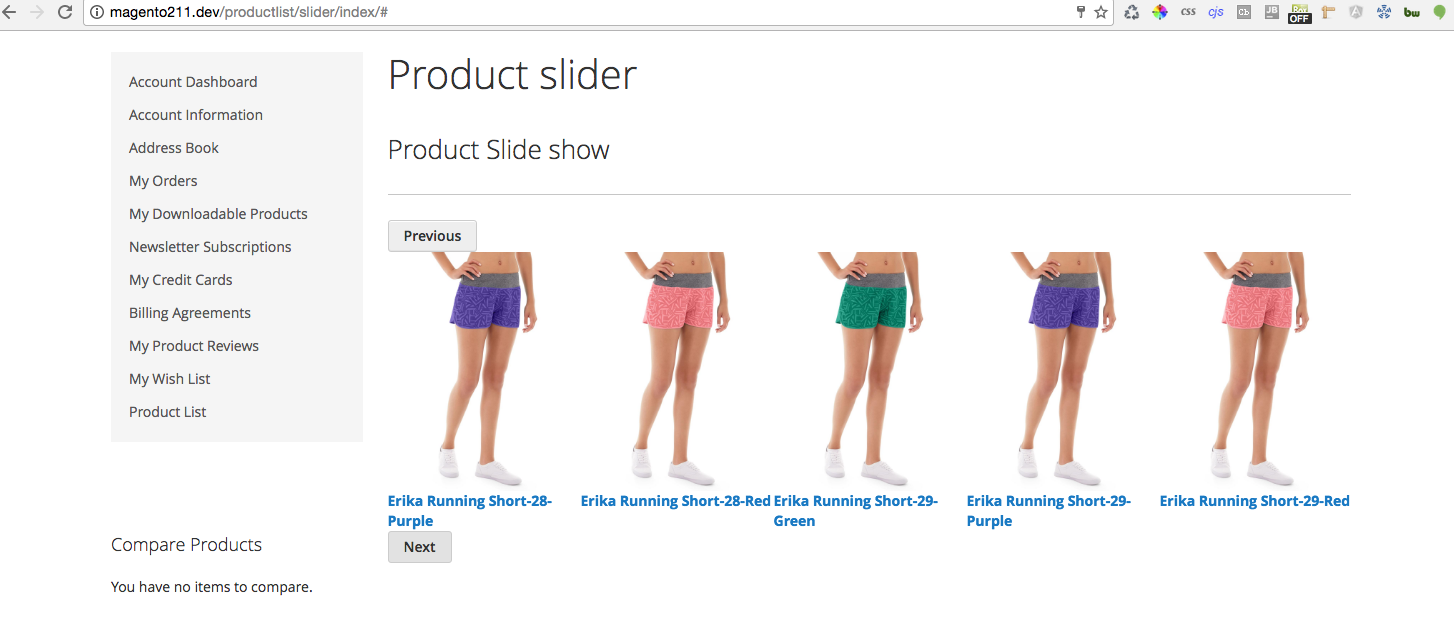 magento211.dev/productlist/slider/index/#
css
cjs
Cb
JB
OFF
bw
Account Dashboard
Account Information
Address Book
My Orders
My Downloadable Products
Newsletter Subscriptions
My Credit Cards
Billing Agreements
My Product Reviews
My Wish List
Product List
Compare Products
You have no items to compare.
Product slider
Product Slide show
Previous
Erika Running Short-28-
Purple
Erika Running Short-28-Red
Erika Running Short-29-
Green
Erika Running Short-29-
Purple
Erika Running Short-29-Red
Next